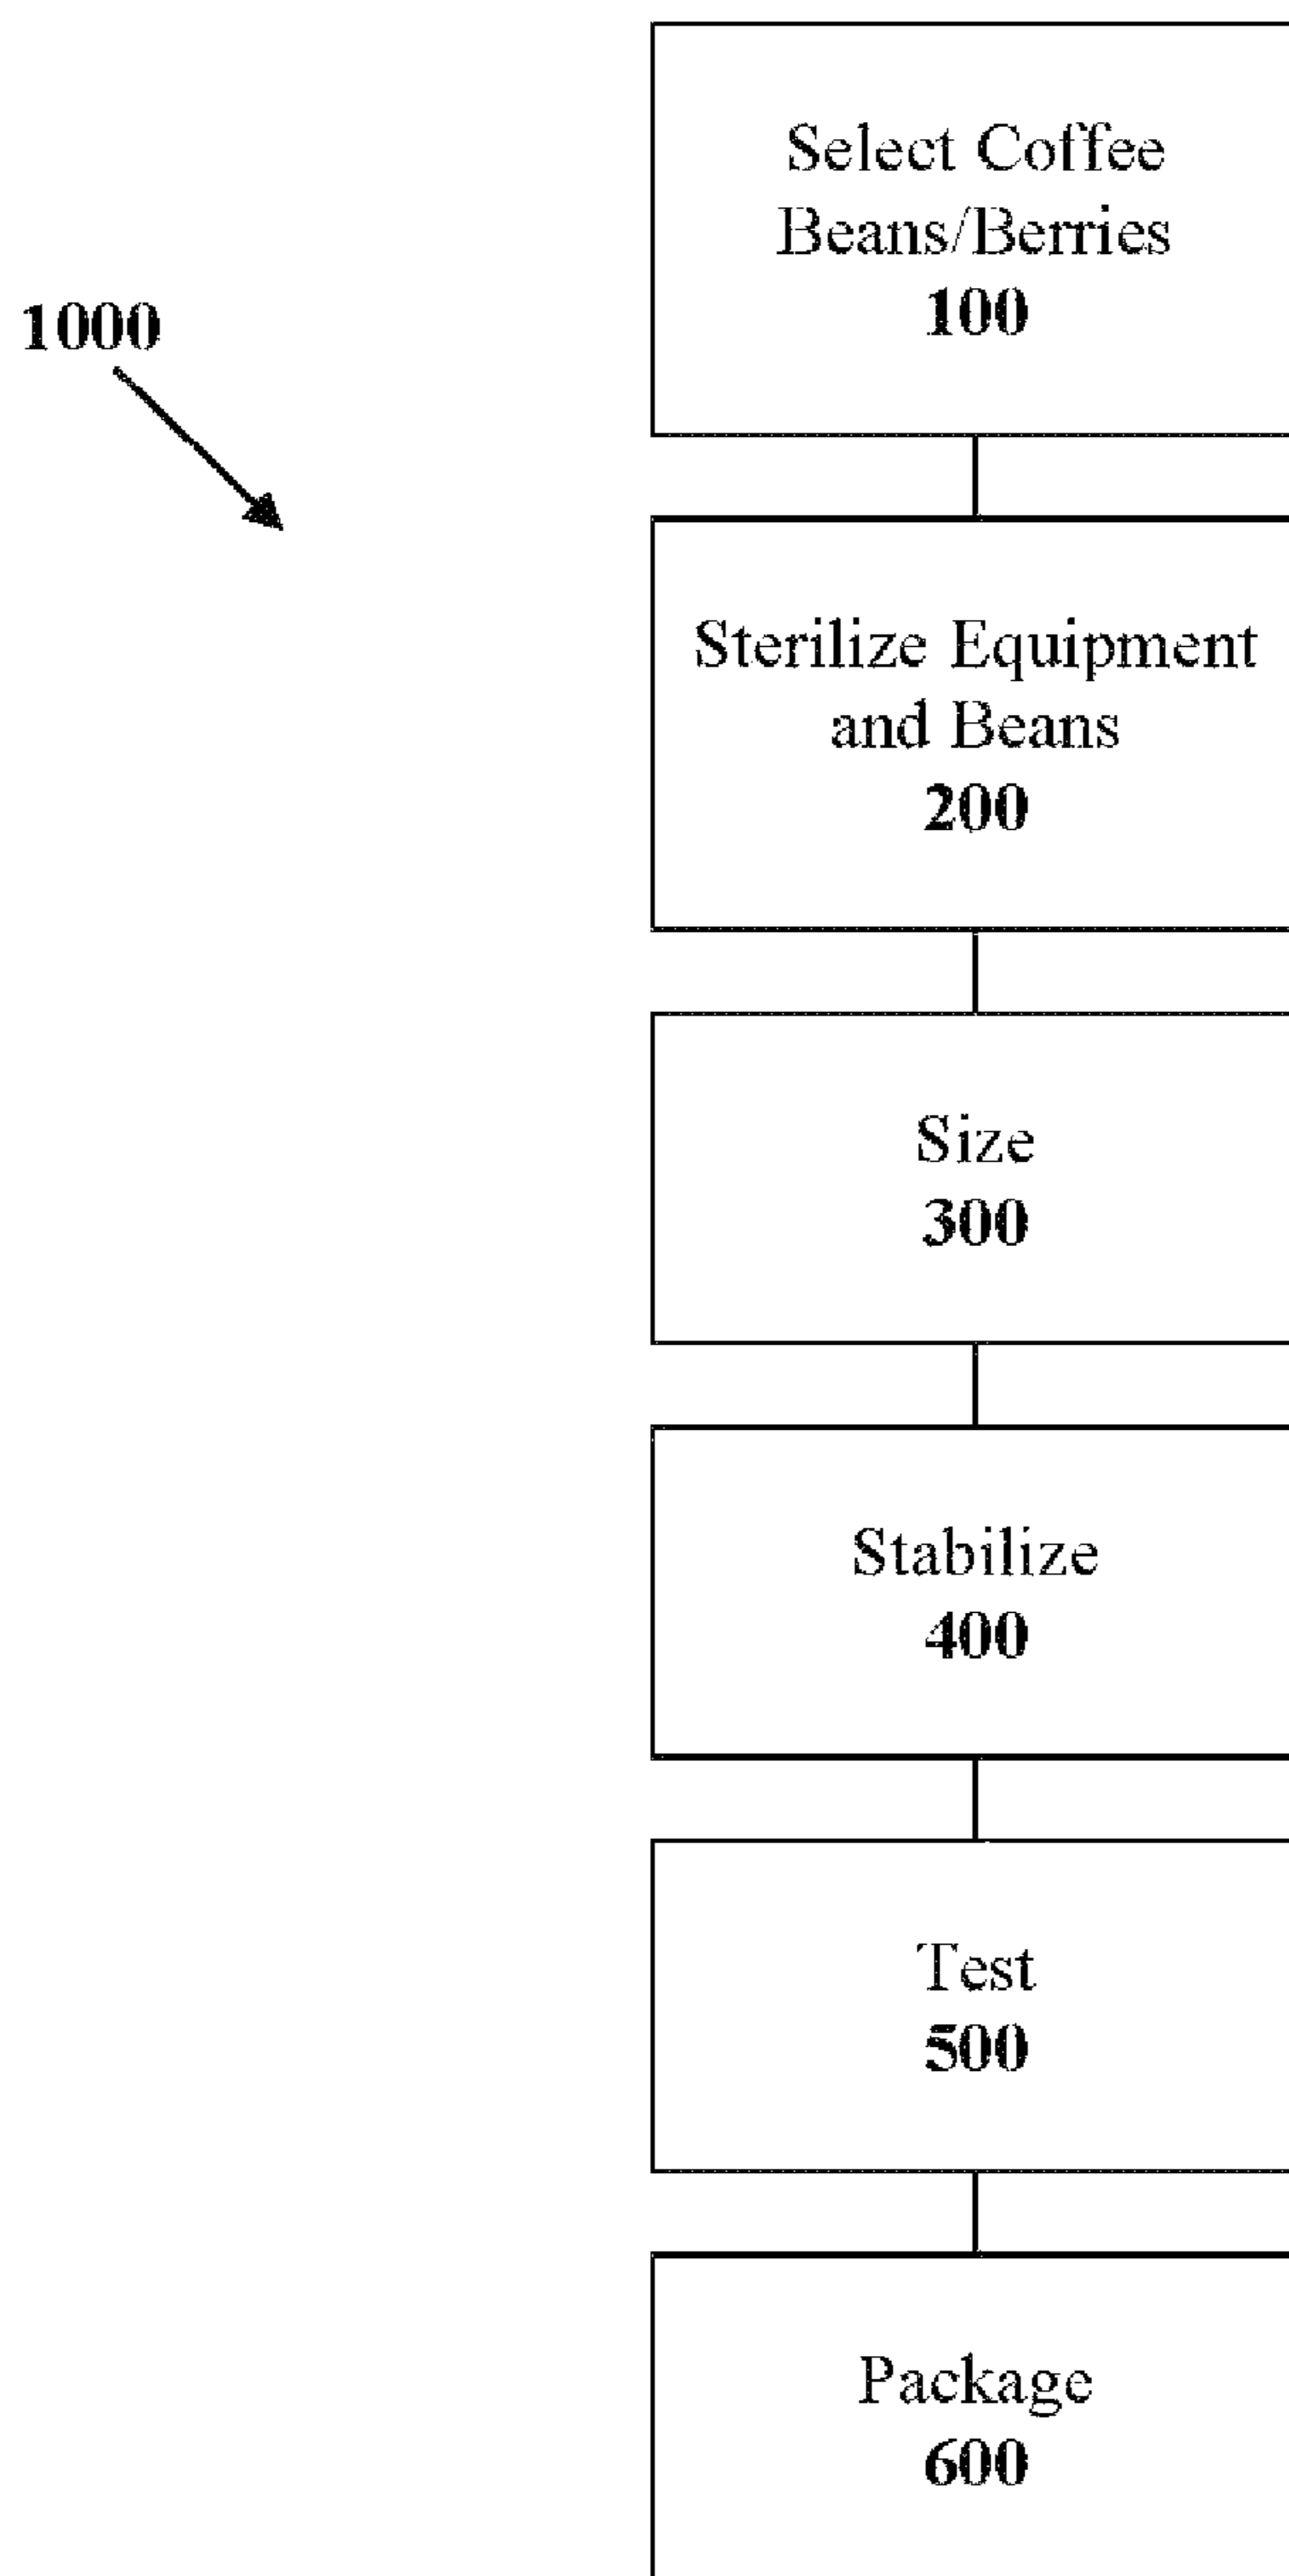 Select Coffee
Beans/Berries
100
1000
Sterilize Equipment
and Beans
200
Size
300
Stabilize
400
Test
500
Package
600